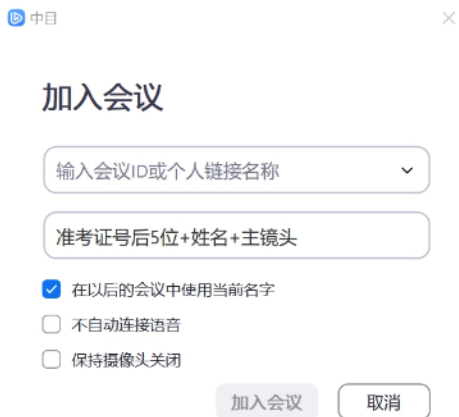 中目
加入会议
输入会议ID或个人链接名称
准考证号后5位+姓名+主镜头
在以后的会议中使用当前名字
不自动连接语音
保持摄像头关闭
加入会议 取消